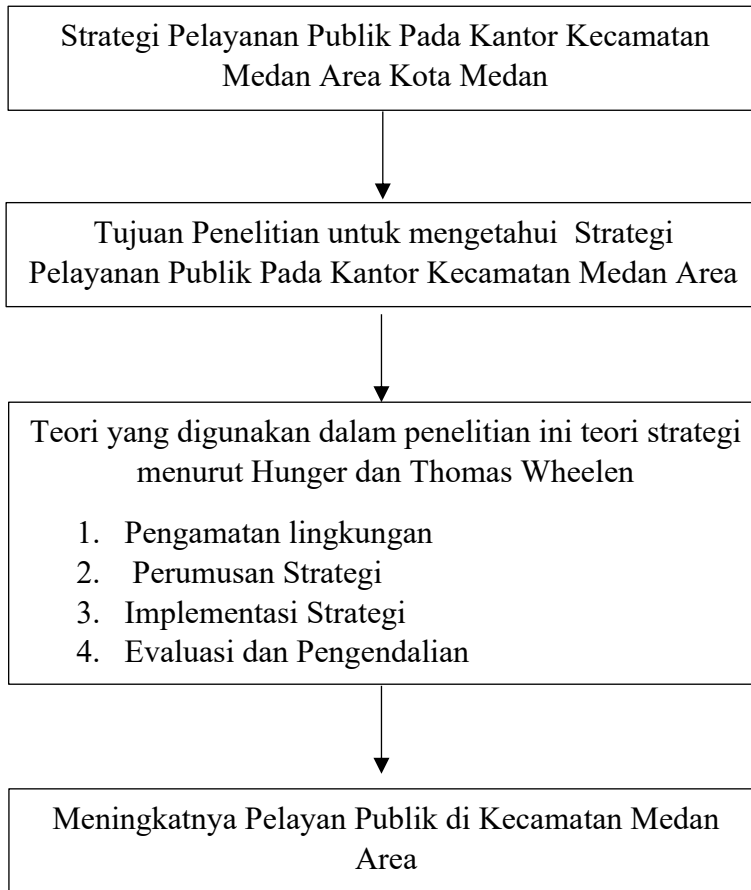 Strategi Pelayanan Publik Pada Kantor Kecamatan
Medan Area Kota Medan
Tujuan Penelitian untuk mengetahui Strategi
Pelayanan Publik Pada Kantor Kecamatan Medan Area
Teori yang digunakan dalam penelitian ini teori strategi
menurut Hunger dan Thomas Wheelen
1. Pengamatan lingkungan
2. Perumusan Strategi
3. Implementasi Strategi
4. Evaluasi dan Pengendalian
Meningkatnya Pelayan Publik di Kecamatan Medan
Area